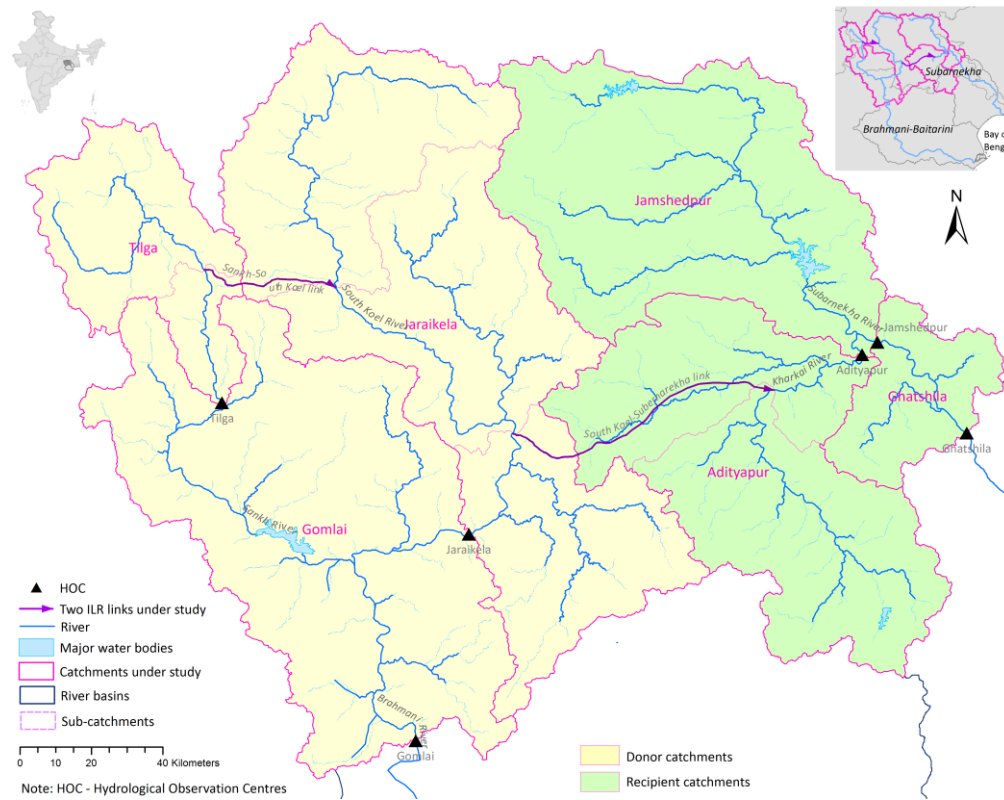 Subarnekha
Brahmani-Baitarini
Bay o
Beng
N
Jamshedpur
Tilga
Sankh-So
uth Koel link
South Koel River
Jaraikela
Subarnekha River
Jamshedpur
Adityapur
Kharkai River
Ghatshila
Tilga
South Koel-Subernarekha link
Ghatshila
Adityapur
Sankh River
Gomlai
Jaraikela
Brahmani
River
Gomlai
HOC
Two ILR links under study
River
Major water bodies
Catchments under study
River basins
Sub-catchments
0 10 20 40 Kilometers
Note: HOC - Hydrological Observation Centres
Donor catchments
Recipient catchments